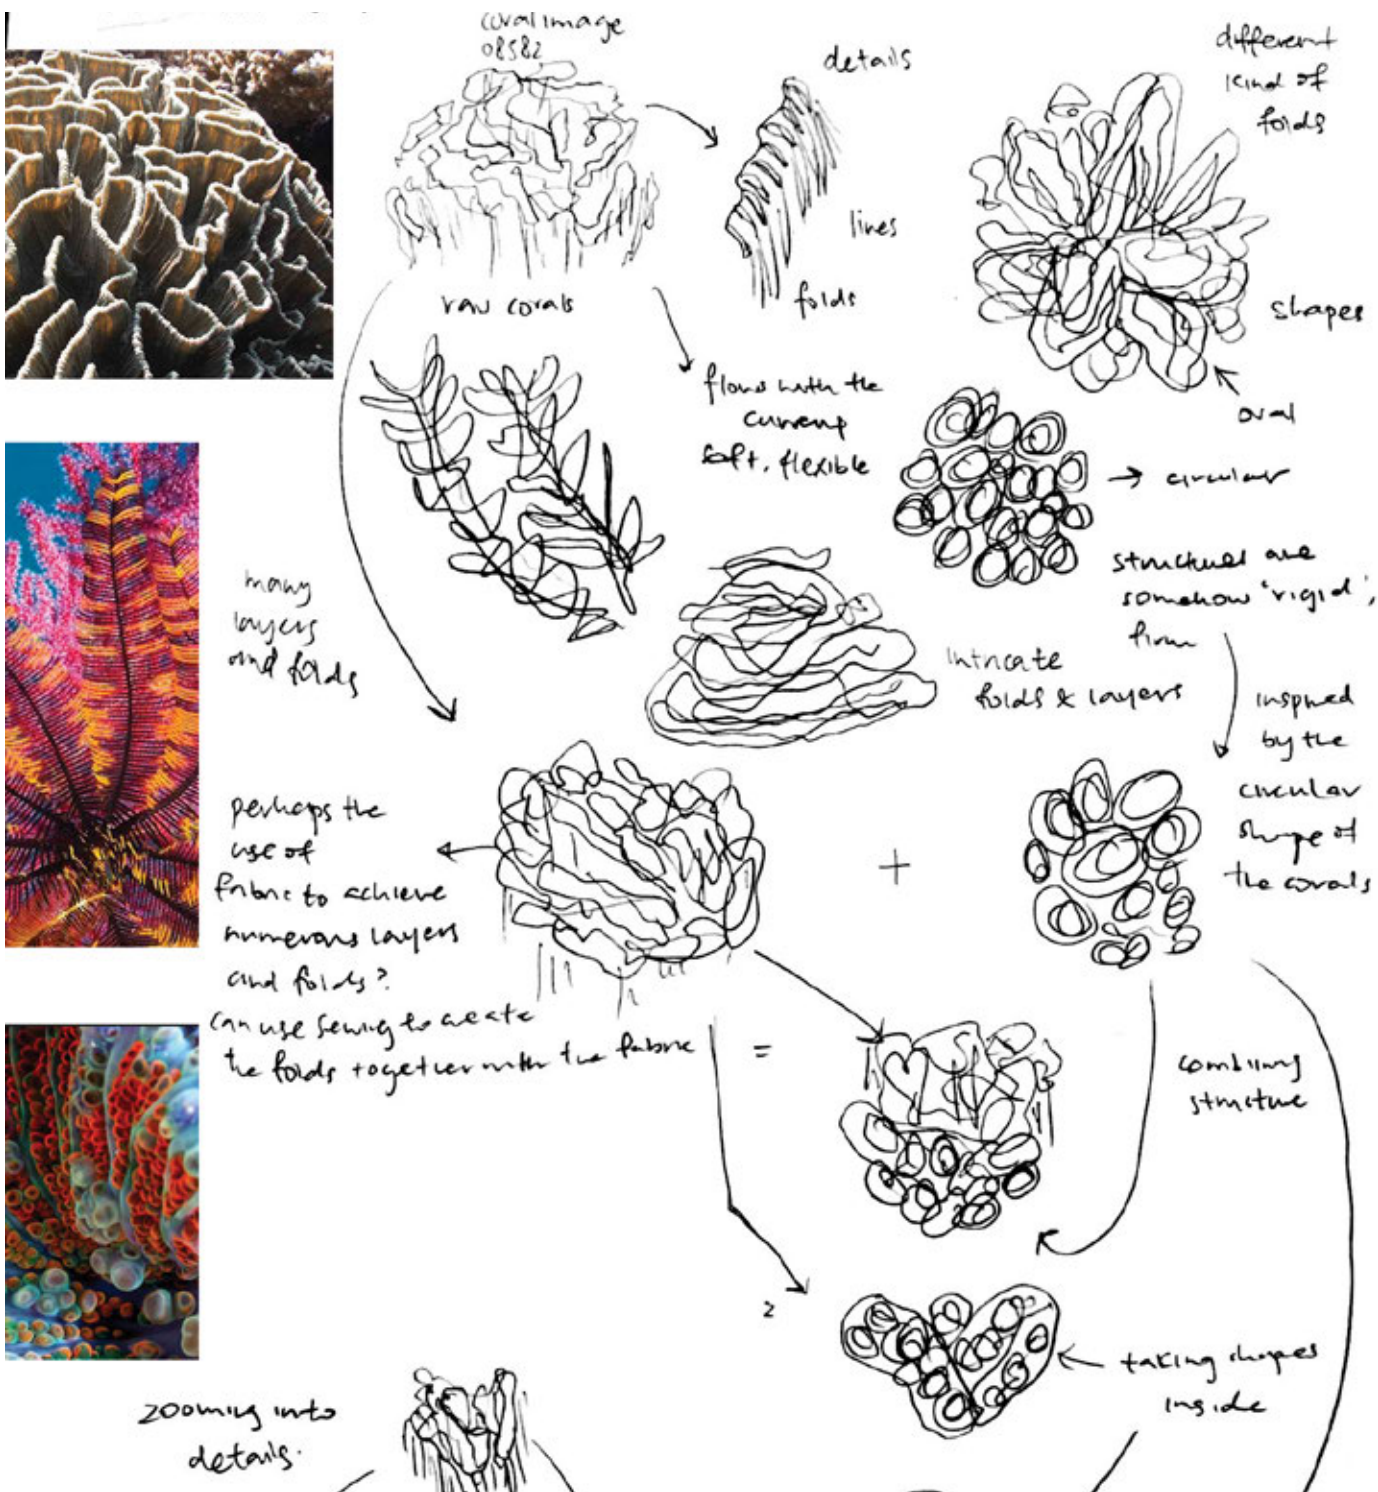 coral image
08582
details
different
kind of
folds
lines
folds
raw corals
shapes
oval
flows with the
current
soft, flexible
circular
structures are
somehow 'rigid',
firm
many
layers
and folds
intricate
folds & layers
inspired
by the
circular
shape of
the corals
perhaps the
use of
fabric to achieve
numerous layers
and folds?
can use sewing to create
the folds together with the fabric
+
=
combining
structure
2
taking shapes
inside
zooming into
details.